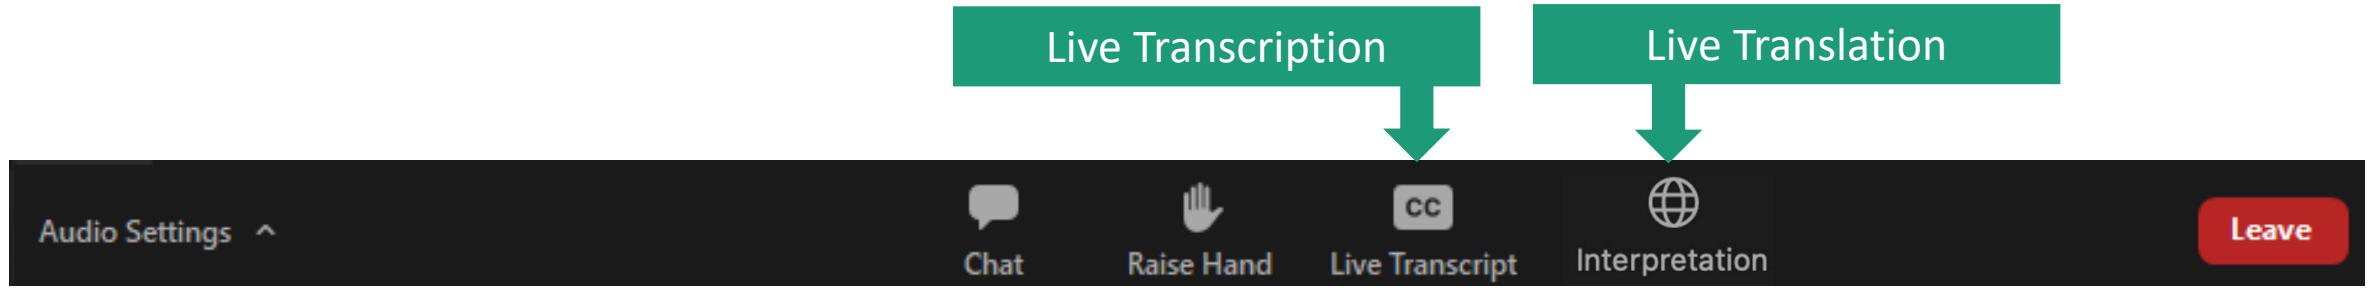 Live Transcription
Live Translation
Audio Settings
CC
Chat
Raise Hand
Live Transcript
Interpretation
Leave